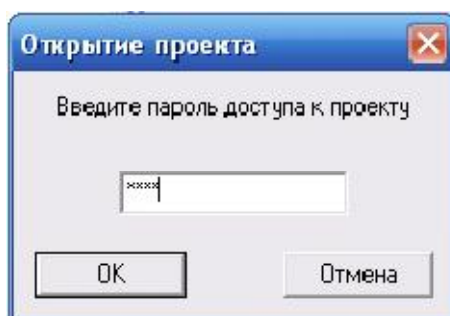 Открытие проекта
Введите пароль доступа к проекту
****
OK
Отмена